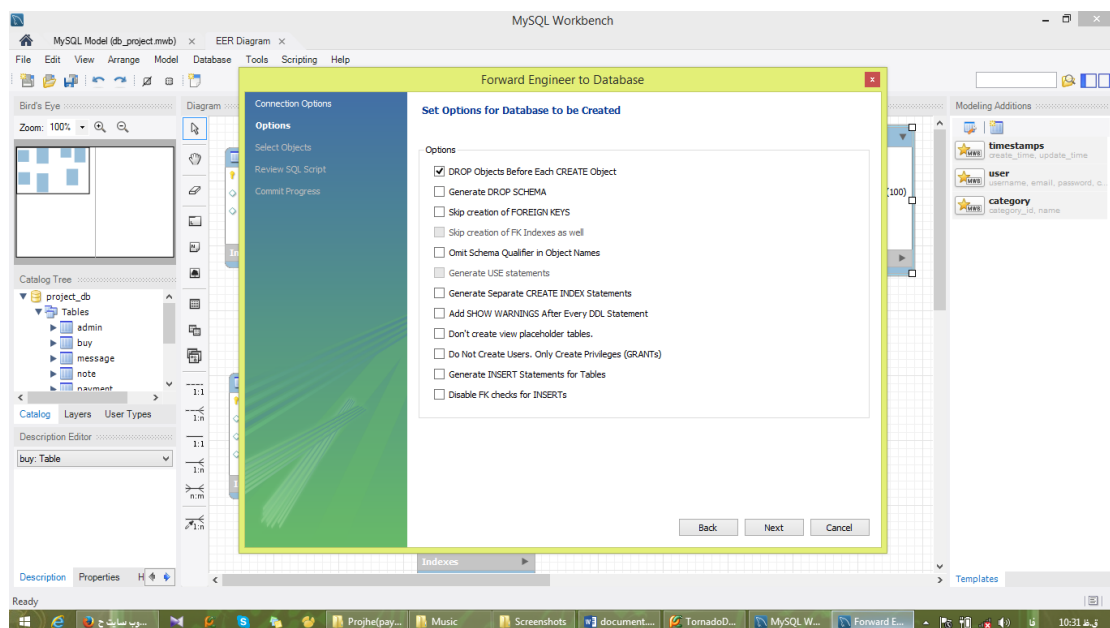 MySQL Workbench
MySQL Model (db_project.mwb) × EER Diagram ×
File Edit View Arrange Model Database Tools Scripting Help
Forward Engineer to Database
Bird's Eye
Diagram
Modeling Additions
Zoom: 100%
timestamps
create_time, update_time
user
username, email, password, c...
category
category_id, name
(100)
Connection Options
Options
Select Objects
Review SQL Script
Commit Progress
Set Options for Database to be Created
Options
DROP Objects Before Each CREATE Object
Generate DROP SCHEMA
Skip creation of FOREIGN KEYS
Skip creation of FK Indexes as well
Omit Schema Qualifier in Object Names
Generate USE statements
Generate Separate CREATE INDEX Statements
Add SHOW WARNINGS After Every DDL Statement
Don't create view placeholder tables.
Do Not Create Users. Only Create Privileges (GRANTs)
Generate INSERT Statements for Tables
Disable FK checks for INSERTs
Back Next Cancel
Catalog Tree
project_db
Tables
admin
buy
message
note
payment
Catalog Layers User Types
Description Editor
buy: Table
1:1
1:n
1:1
1:n
n:m
1:n
In
Indexes
Description Properties H
Templates
Ready
وب سایت ح...
Projhe(pay... Music Screenshots document.... TornadoD... MySQL W... Forward E...
فا
10:31 ق.ظ